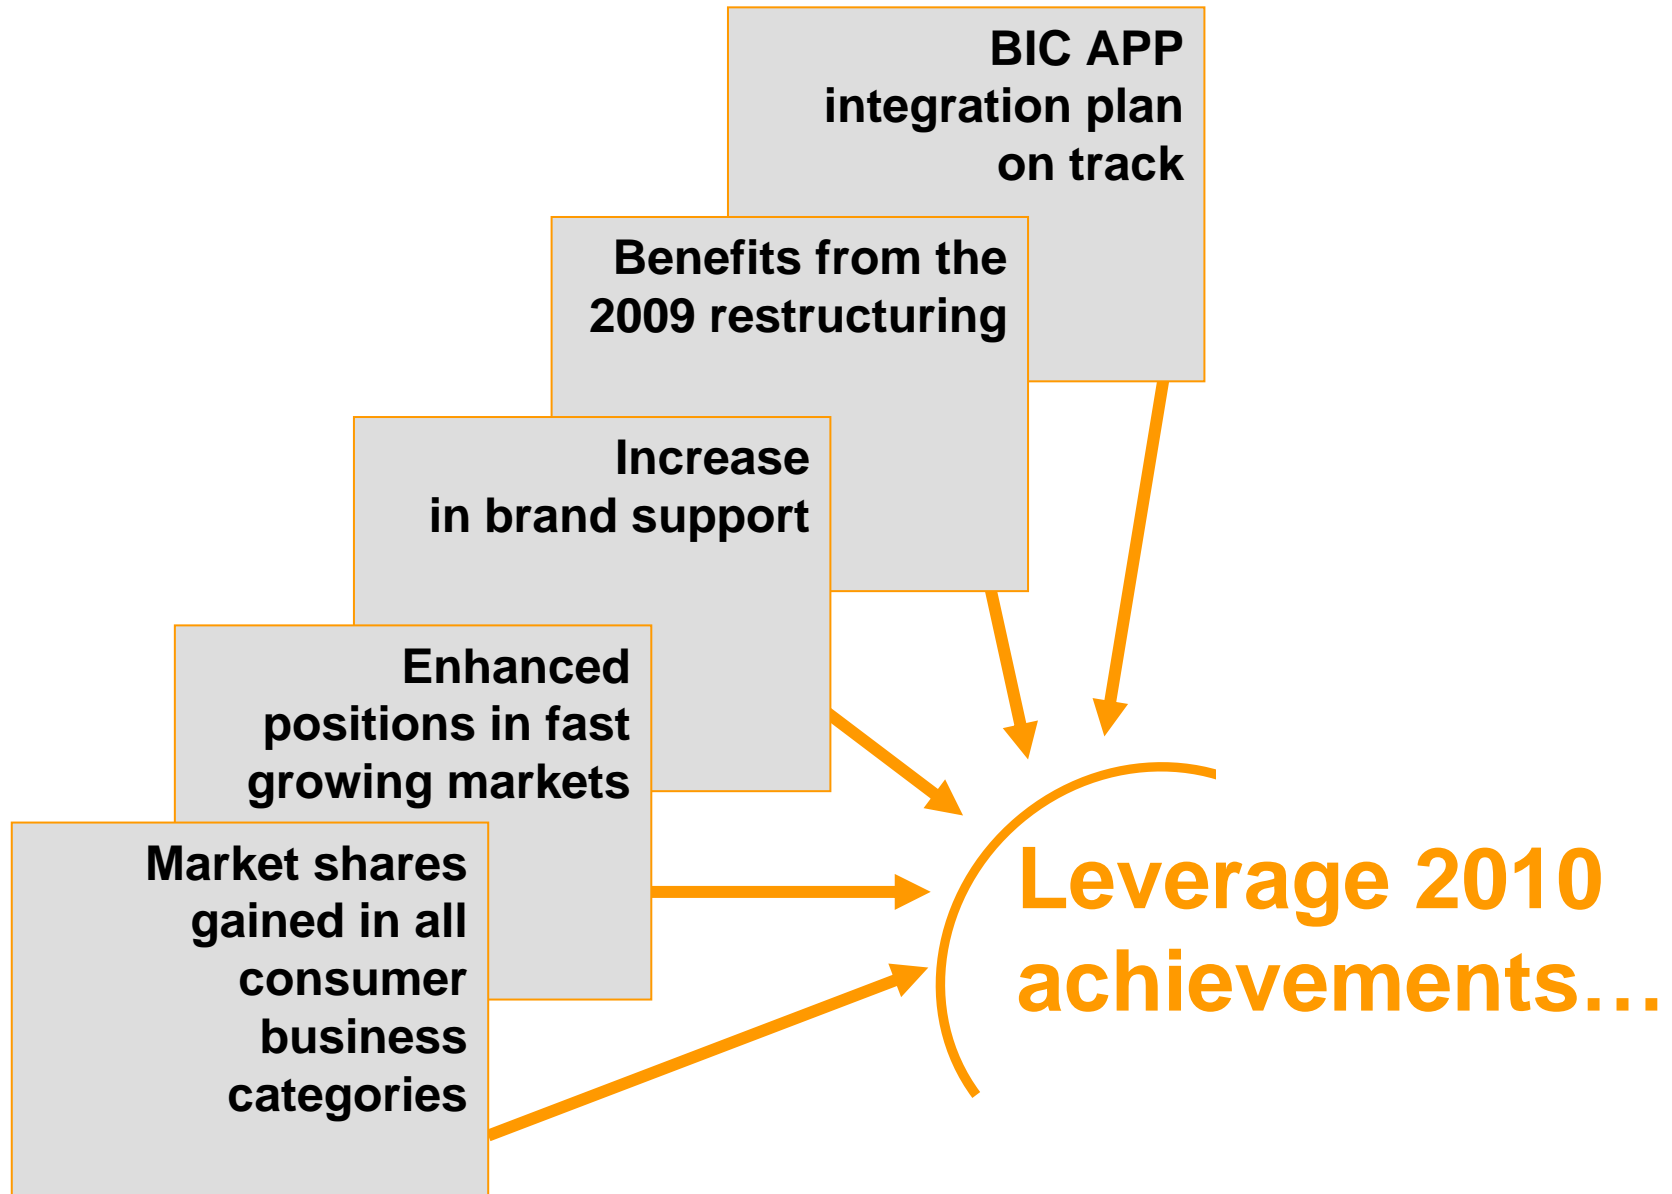 BIC APP
integration plan
on track
Benefits from the
2009 restructuring
Increase
in brand support
Enhanced
positions in fast
growing markets
Market shares
gained in all
consumer
business
categories
Leverage 2010
achievements…